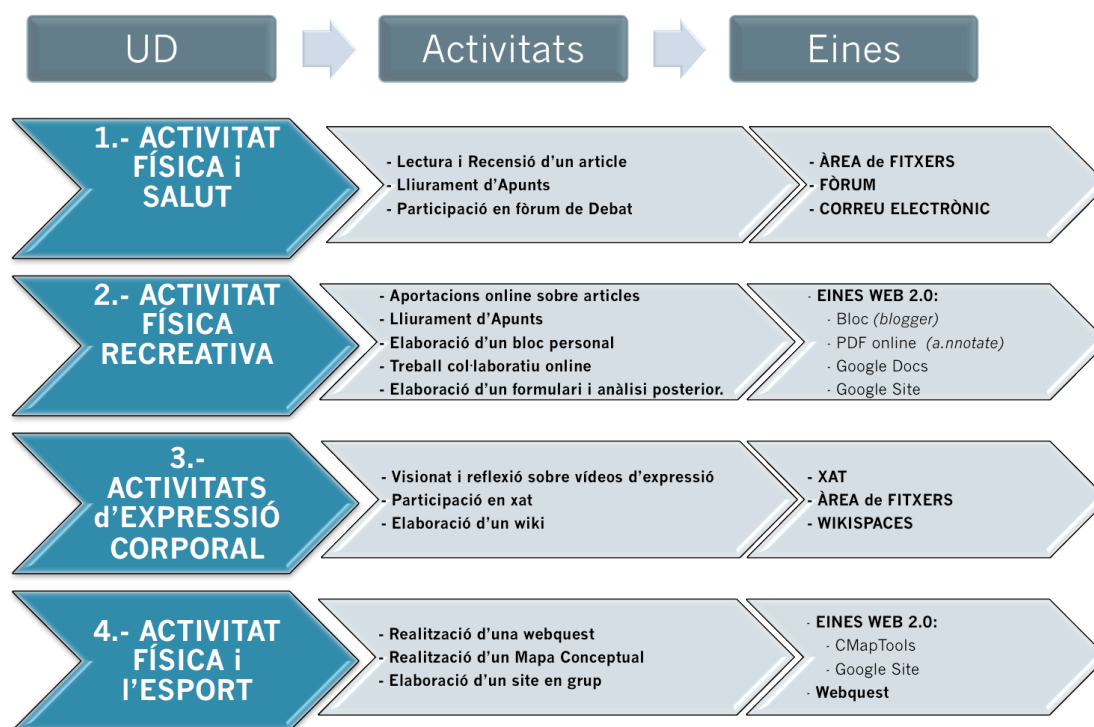 UD
Activitats
Eines
1.- ACTIVITAT
FÍSICA i
SALUT
- Lectura i Recensió d’un article
- Lliurament d’Apunts
- Participació en fòrum de Debat
- ÀREA de FITXERS
- FÒRUM
- CORREU ELECTRÒNIC
2.- ACTIVITAT
FÍSICA
RECREATIVA
- Aportacions online sobre articles
- Lliurament d’Apunts
- Elaboració d’un bloc personal
- Treball col·laboratiu online
- Elaboració d’un formulari i anàlisi posterior.
· EINES WEB 2.0:
· Bloc (blogger)
· PDF online (a.nnotate)
· Google Docs
· Google Site
3.-
ACTIVITATS
d’EXPRESSIÓ
CORPORAL
- Visionat i reflexió sobre vídeos d’expressió
- Participació en xat
- Elaboració d’un wiki
- XAT
- ÀREA de FITXERS
- WIKISPACES
4.- ACTIVITAT
FÍSICA i
l’ESPORT
- Realització d’una webquest
- Realització d’un Mapa Conceptual
- Elaboració d’un site en grup
· EINES WEB 2.0:
· CMapTools
· Google Site
· Webquest